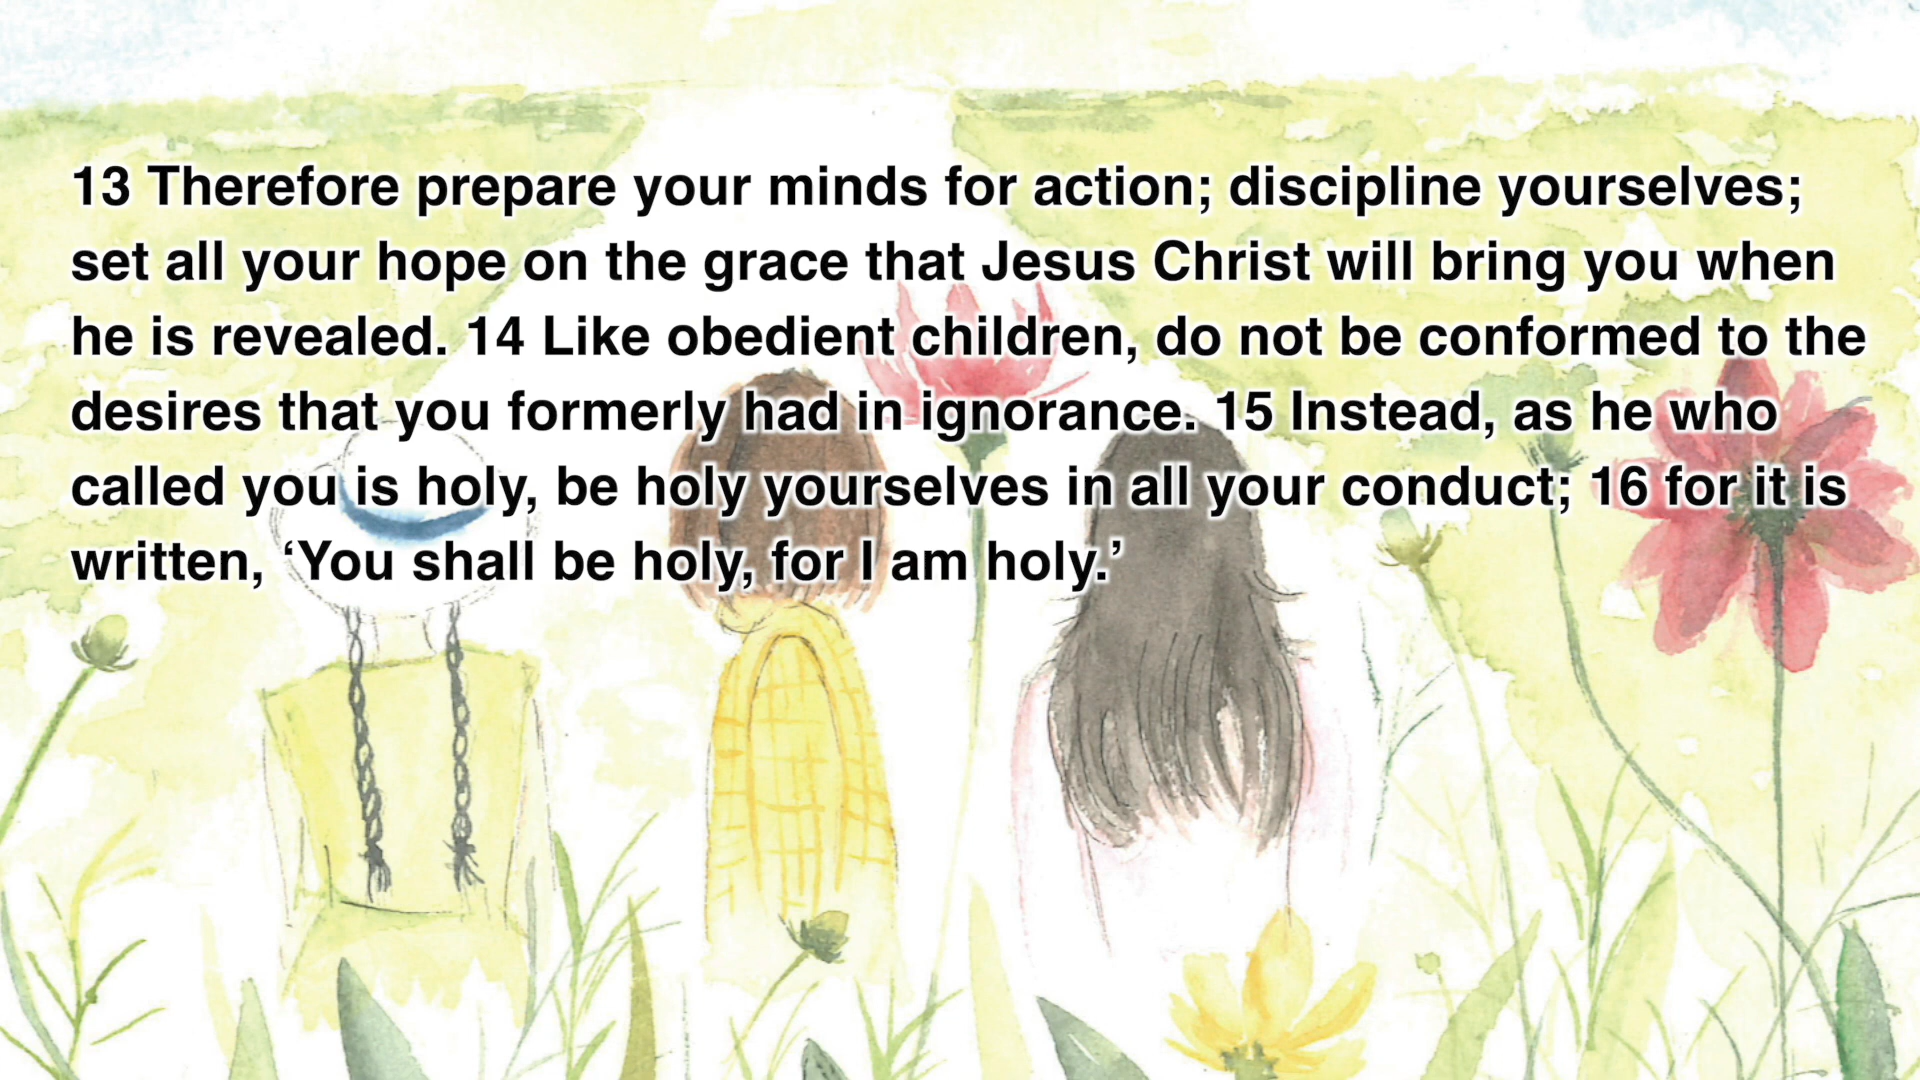 13 Therefore prepare your minds for action; discipline yourselves;
set all your hope on the grace that Jesus Christ will bring you when
he is revealed. 14 Like obedient children, do not be conformed to the
desires that you formerly had in ignorance. 15 Instead, as he who
called you is holy, be holy yourselves in all your conduct; 16 for it is
written, ‘You shall be holy, for I am holy.’